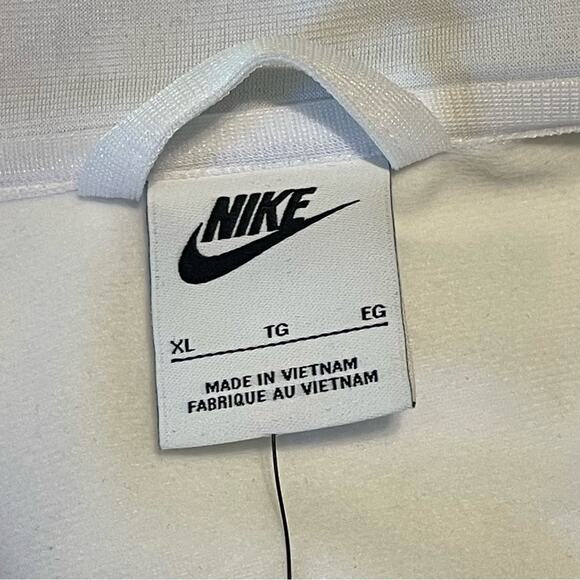 NIKE
XL TG EG
MADE IN VIETNAM
FABRIQUE AU VIETNAM